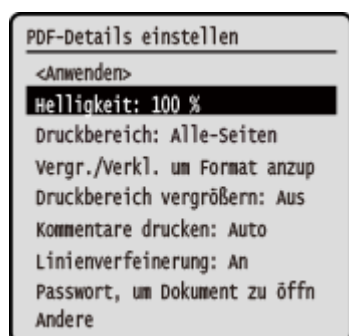 PDF-Details einstellen
<Anwenden>
Helligkeit: 100 %
Druckbereich: Alle-Seiten
Vergr./Verkl. um Format anzup
Druckbereich vergrößern: Aus
Kommentare drucken: Auto
Linienverfeinerung: An
Passwort, um Dokument zu öffn
Andere